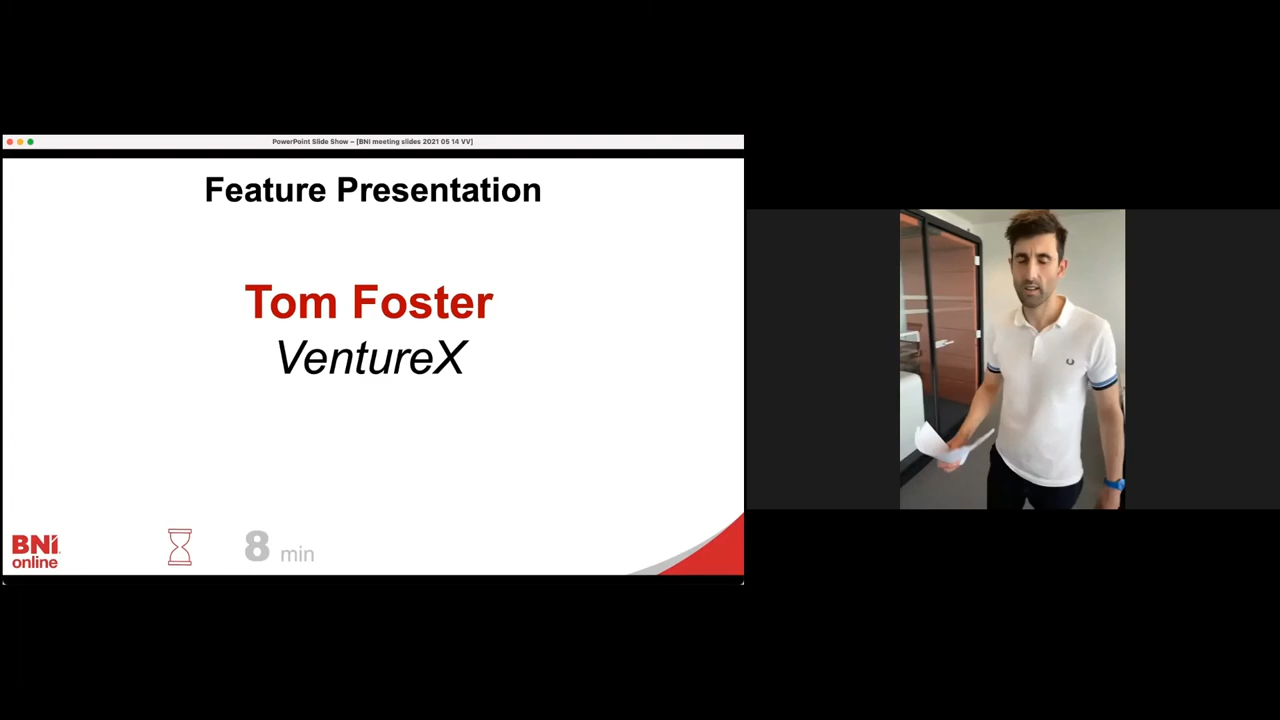 PowerPoint Slide Show – [BNI meeting slides 2021 05 14 VV]
Feature Presentation
Tom Foster
VentureX
BNI
online
8 min